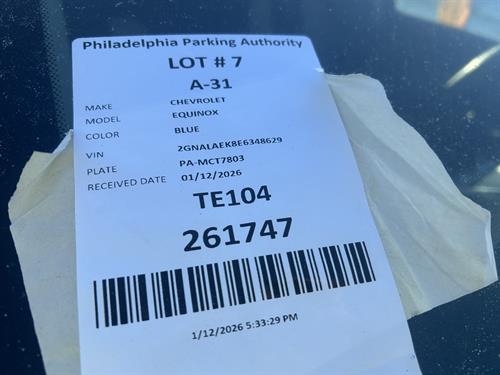 Philadelphia Parking Authority
LOT # 7
A-31
MAKE CHEVROLET
MODEL EQUINOX
COLOR BLUE
VIN 2GNALAEK8E6348629
PLATE PA-MCT7803
RECEIVED DATE 01/12/2026
TE104
261747
1/12/2026 5:33:29 PM